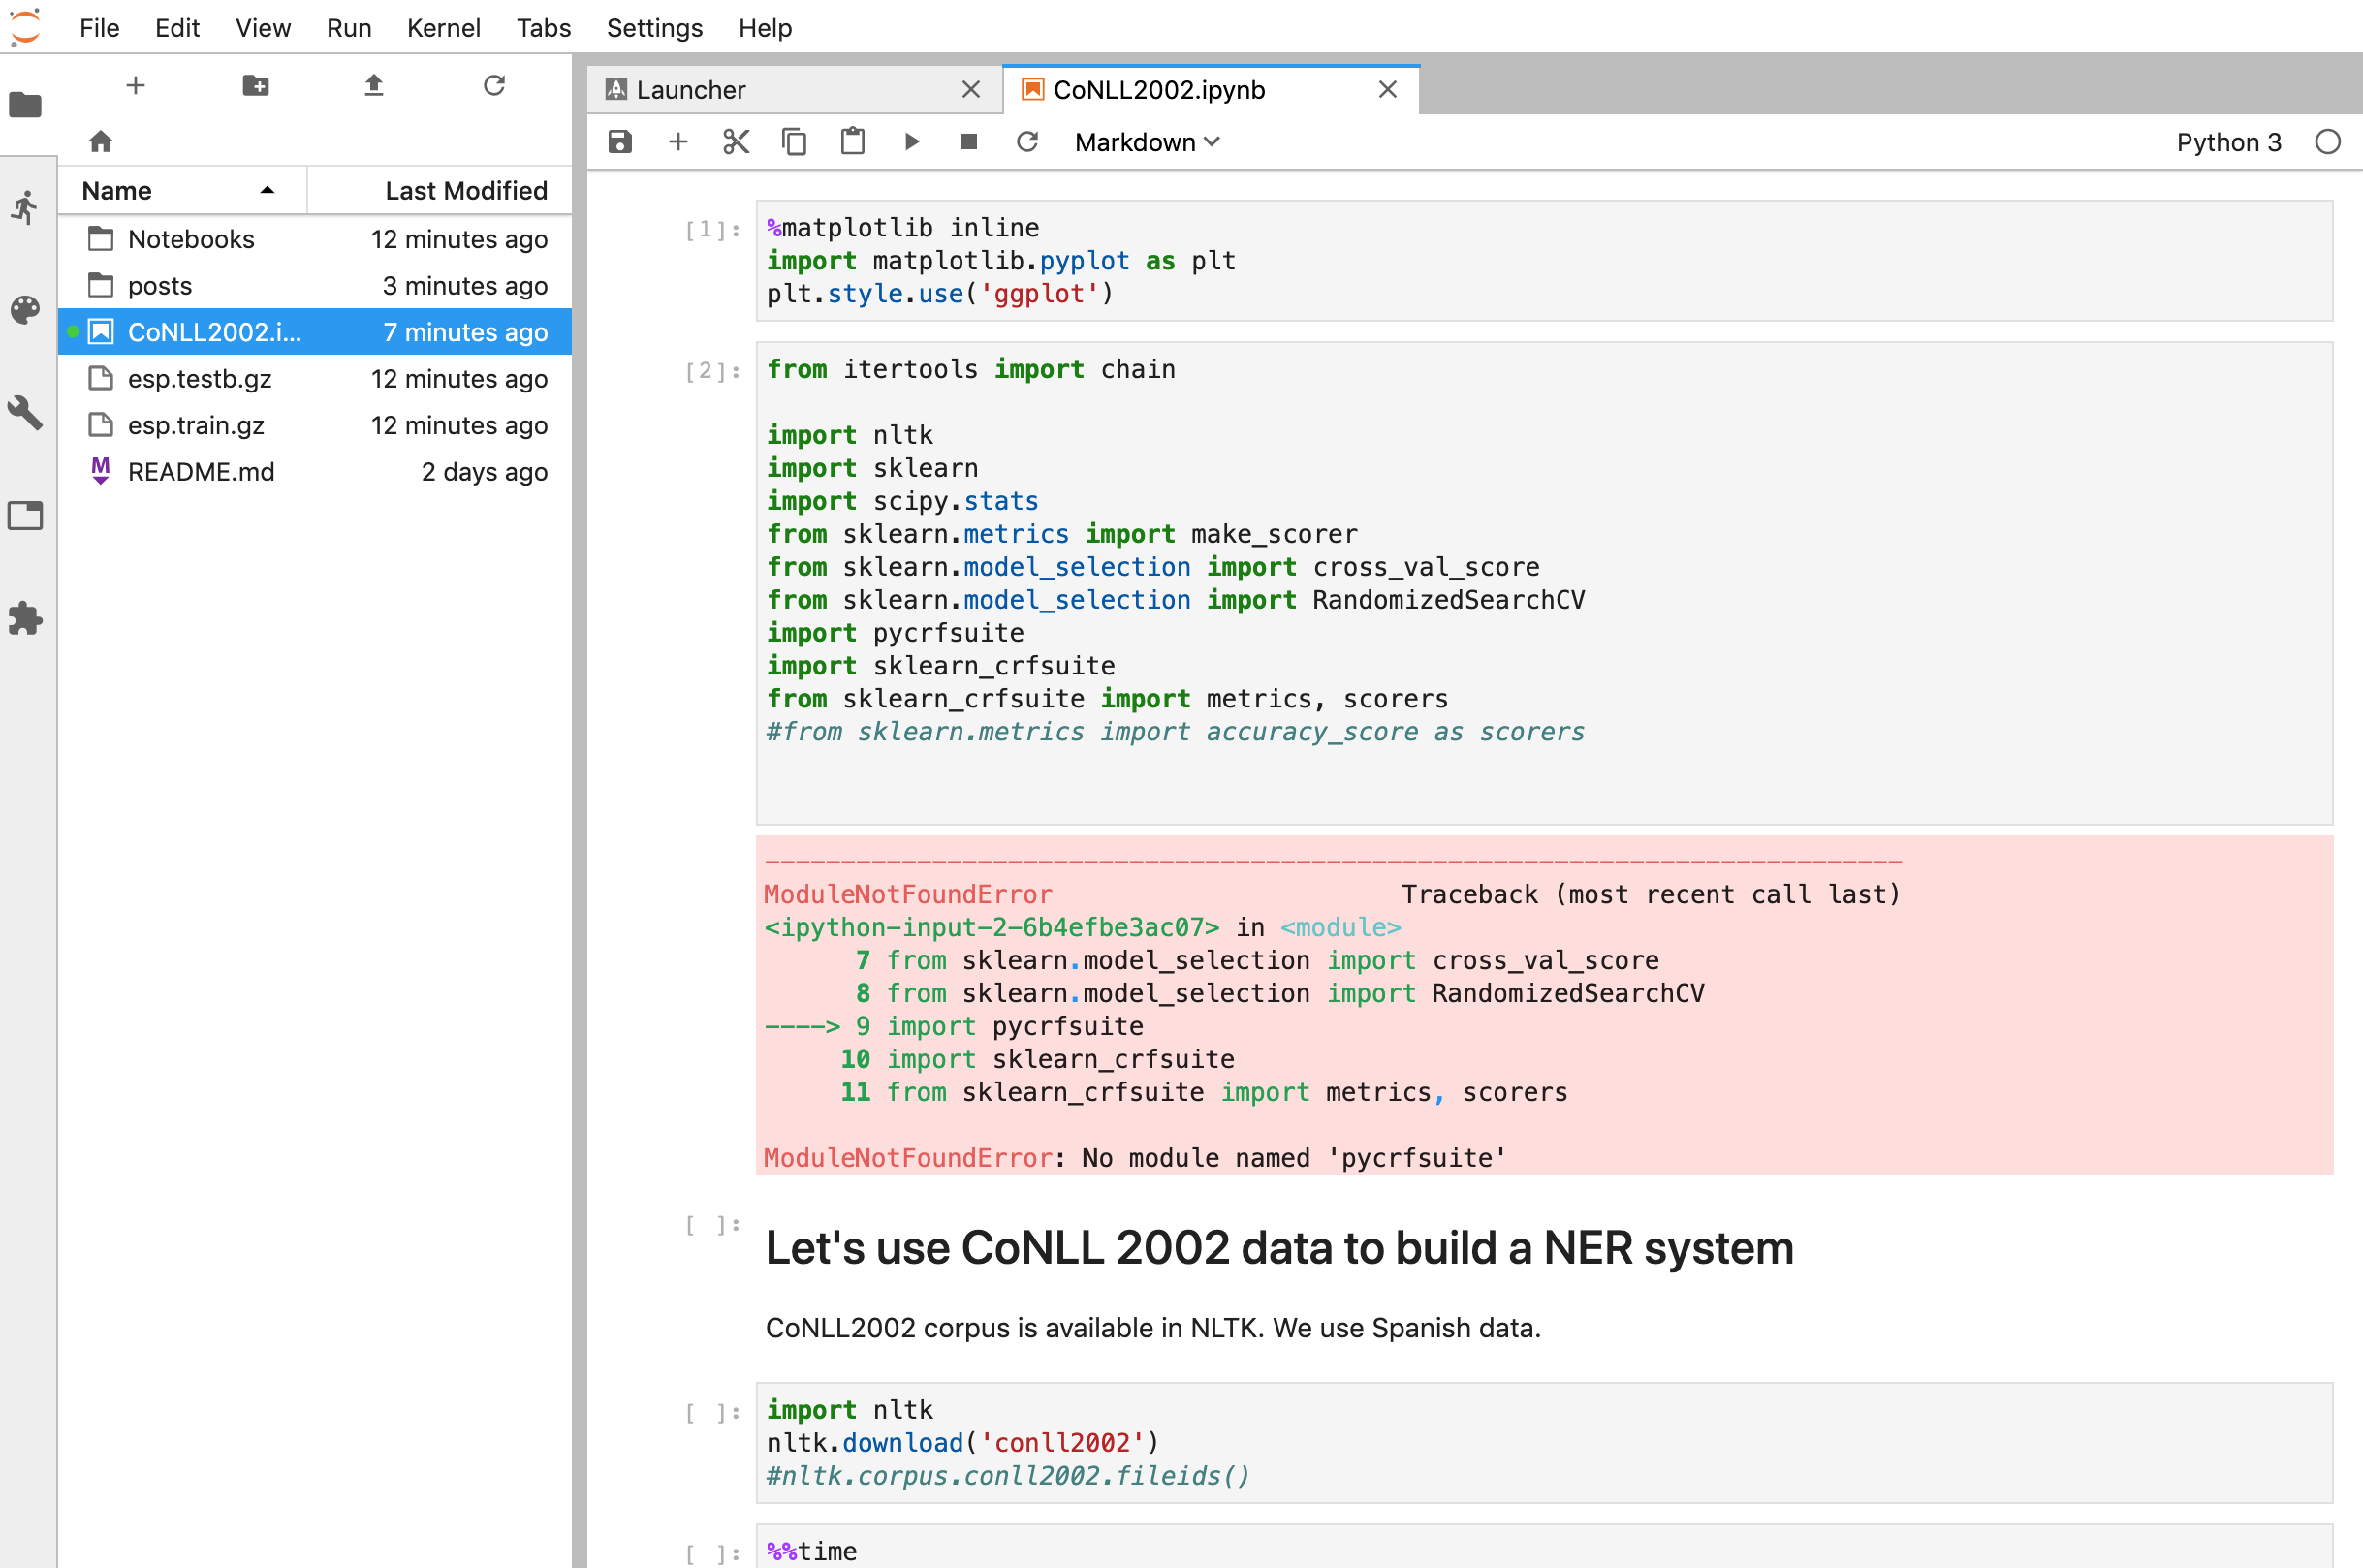 File Edit View Run Kernel Tabs Settings Help
Launcher
CoNLL2002.ipynb
Markdown
Python 3
Name Last Modified
Notebooks 12 minutes ago
posts 3 minutes ago
CoNLL2002.i... 7 minutes ago
esp.testb.gz 12 minutes ago
esp.train.gz 12 minutes ago
M README.md 2 days ago
[1]: %matplotlib inline
import matplotlib.pyplot as plt
plt.style.use('ggplot')
[2]: from itertools import chain
import nltk
import sklearn
import scipy.stats
from sklearn.metrics import make_scorer
from sklearn.model_selection import cross_val_score
from sklearn.model_selection import RandomizedSearchCV
import pycrfsuite
import sklearn_crfsuite
from sklearn_crfsuite import metrics, scorers
#from sklearn.metrics import accuracy_score as scorers
---------------------------------------------------------------------------
ModuleNotFoundError Traceback (most recent call last)
<ipython-input-2-6b4efbe3ac07> in <module>
7 from sklearn.model_selection import cross_val_score
8 from sklearn.model_selection import RandomizedSearchCV
----> 9 import pycrfsuite
10 import sklearn_crfsuite
11 from sklearn_crfsuite import metrics, scorers
ModuleNotFoundError: No module named 'pycrfsuite'
[ ]: Let's use CoNLL 2002 data to build a NER system
CoNLL2002 corpus is available in NLTK. We use Spanish data.
[ ]: import nltk
nltk.download('conll2002')
#nltk.corpus.conll2002.fileids()
[ ]: %%time